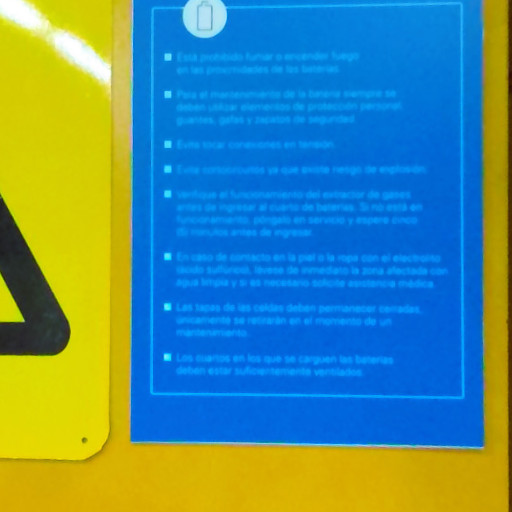 Está prohibido fumar o encender fuego
en las proximidades de las baterías.
Para el mantenimiento de la batería siempre se
deben utilizar elementos de protección personal:
guantes, gafas y zapatos de seguridad.
Evite tocar conexiones en tensión.
Evite cortocircuitos ya que existe riesgo de explosión.
Verifique el funcionamiento del extractor de gases
antes de ingresar al cuarto de baterías. Si no está en
funcionamiento, póngalo en servicio y espere cinco
minutos antes de ingresar.
En caso de contacto en la piel o la ropa con el electrolito
(ácido sulfúrico), lávese de inmediato la zona afectada con
agua limpia y si es necesario solicite asistencia médica.
Las tapas de las celdas deben permanecer cerradas,
únicamente se retirarán en el momento de un
mantenimiento.
Los cuartos en los que se carguen las baterías
deben estar suficientemente ventilados.